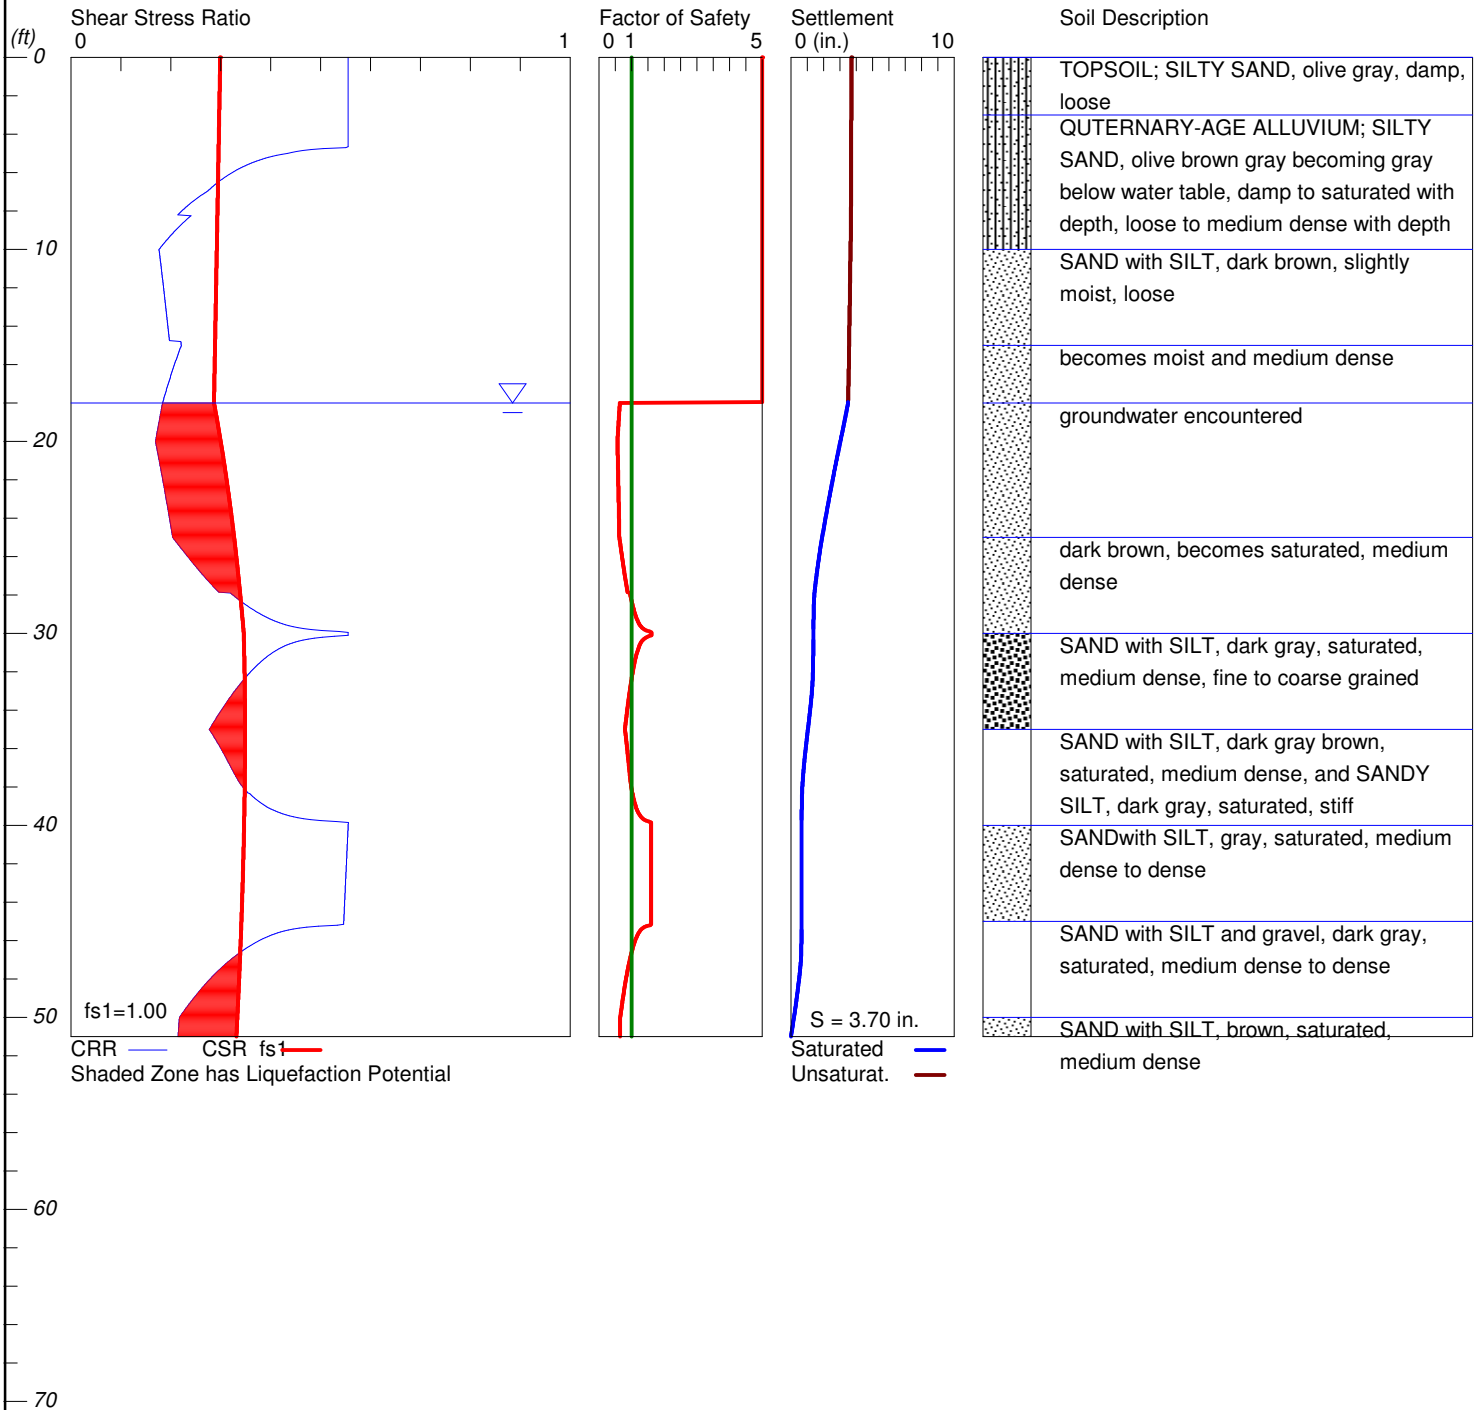 Shear Stress Ratio
Factor of Safety
Settlement
Soil Description
(ft)
0
1
0 1
5
0 (in.)
10
0
TOPSOIL; SILTY SAND, olive gray, damp,
loose
QUTERNARY-AGE ALLUVIUM; SILTY
SAND, olive brown gray becoming gray
below water table, damp to saturated with
depth, loose to medium dense with depth
10
SAND with SILT, dark brown, slightly
moist, loose
becomes moist and medium dense
groundwater encountered
20
dark brown, becomes saturated, medium
dense
30
SAND with SILT, dark gray, saturated,
medium dense, fine to coarse grained
SAND with SILT, dark gray brown,
saturated, medium dense, and SANDY
SILT, dark gray, saturated, stiff
40
SANDwith SILT, gray, saturated, medium
dense to dense
SAND with SILT and gravel, dark gray,
saturated, medium dense to dense
50
fs1=1.00
S = 3.70 in.
SAND with SILT, brown, saturated,
medium dense
CRR
CSR fs1
Shaded Zone has Liquefaction Potential
Saturated
Unsaturat.
60
70